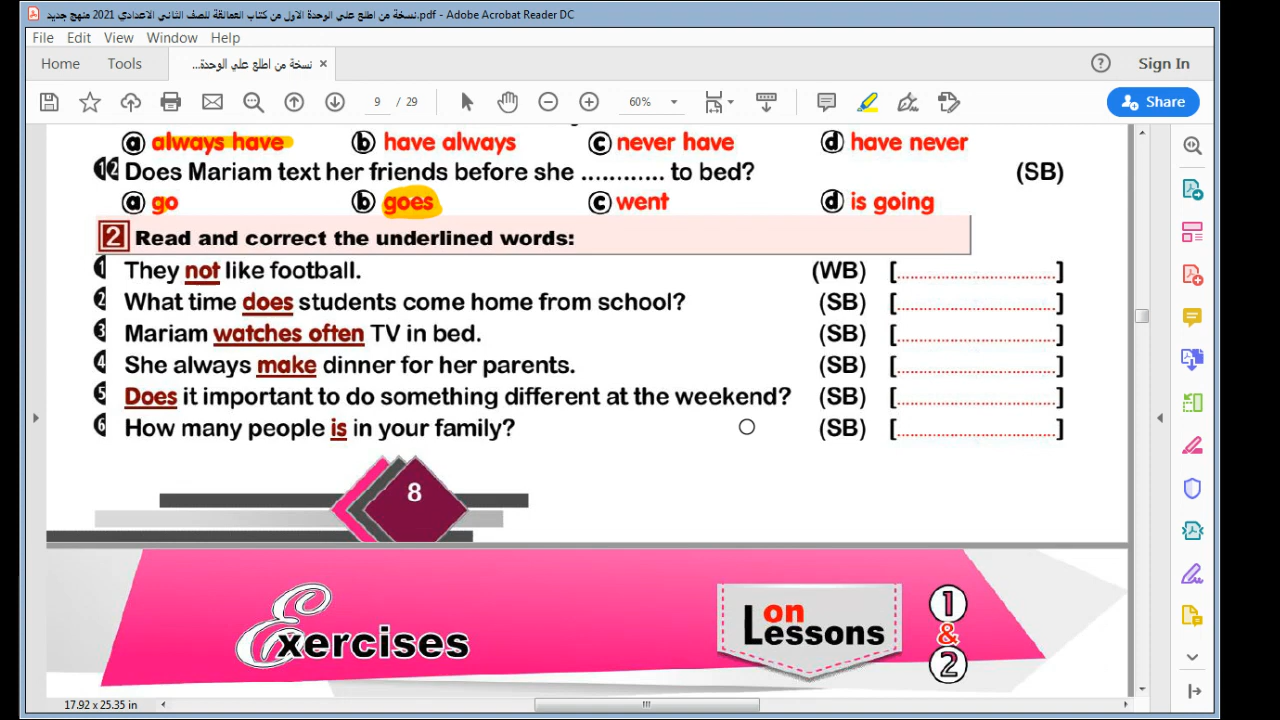 نسخة من اطلع علي الوحدة الاول من كتاب العمالقة للصف الثاني الاعدادي 2021 منهج جديد.pdf - Adobe Acrobat Reader DC
File Edit View Window Help
Home Tools نسخة من اطلع علي الوحدة... × Sign In
9 / 29 60% Share
a always have b have always c never have d have never
12 Does Mariam text her friends before she ............ to bed? (SB)
a go b goes c went d is going
2 Read and correct the underlined words:
1 They not like football. (WB) [..............................]
2 What time does students come home from school? (SB) [..............................]
3 Mariam watches often TV in bed. (SB) [..............................]
4 She always make dinner for her parents. (SB) [..............................]
5 Does it important to do something different at the weekend? (SB) [..............................]
6 How many people is in your family? (SB) [..............................]
8
Exercises
on
Lessons
1
&
2
17.92 x 25.35 in